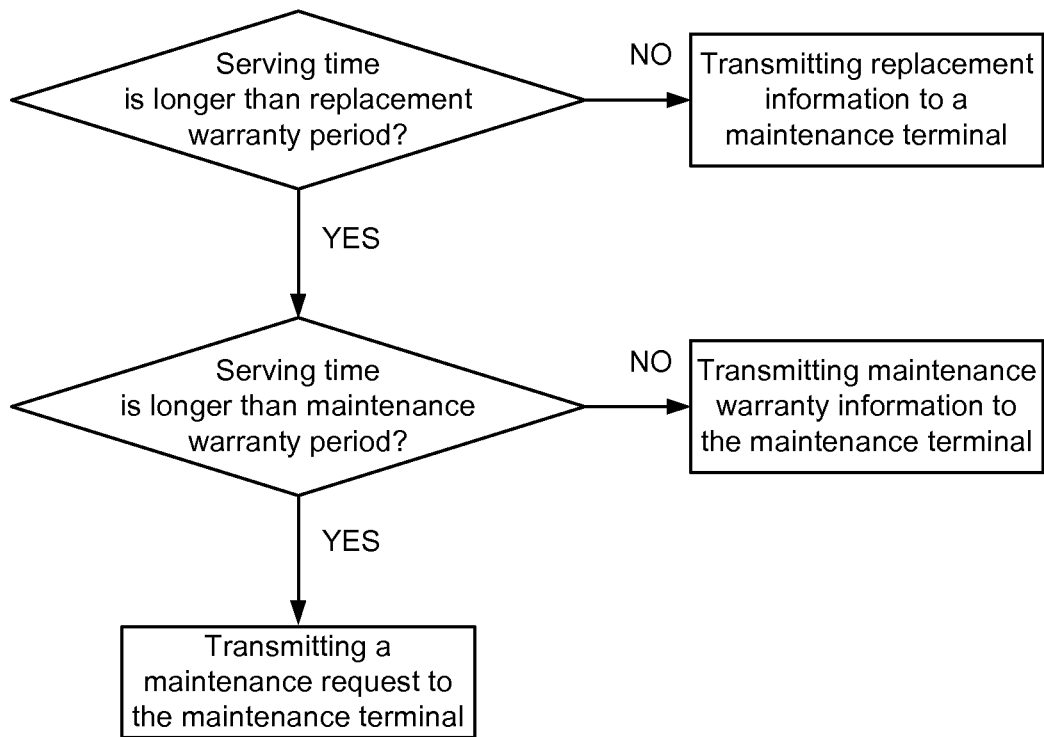 Serving time
is longer than replacement
warranty period?
NO
Transmitting replacement
information to a
maintenance terminal
YES
Serving time
is longer than maintenance
warranty period?
NO
Transmitting maintenance
warranty information to
the maintenance terminal
YES
Transmitting a
maintenance request to
the maintenance terminal